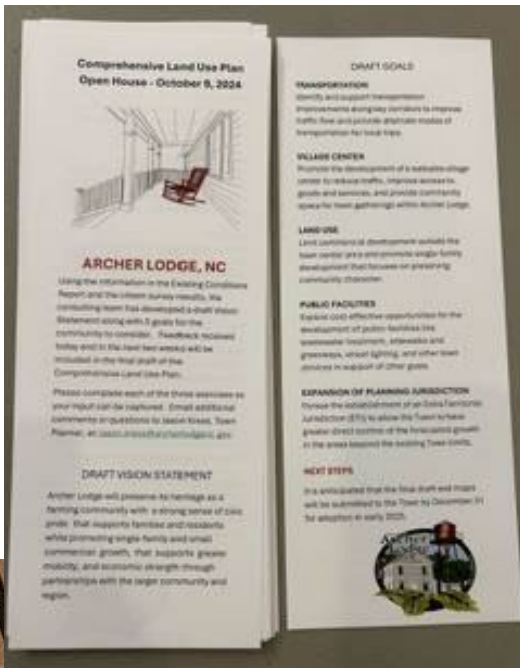 Comprehensive Land Use Plan
Open House - October 9, 2024
ARCHER LODGE, NC
Using the information in the Existing Conditions
Report and the citizen survey results, the
consulting team has developed a draft Vision
Statement along with 5 goals for the
community to consider. Feedback received
today and in the next two weeks will be
included in the final draft of the
Comprehensive Land Use Plan.
Please complete each of the three exercises so
your input can be captured. Email additional
comments or questions to Jason Town
Planner, at
DRAFT VISION STATEMENT
Archer Lodge will preserve its heritage as a
farming community with a strong sense of civic
pride that supports families and residents
while promoting single-family and small
commercial growth, that supports greater
mobility, and economic strength through
partnerships with the larger community and
region.
DRAFT GOALS
TRANSPORTATION
Identify and support transportation
improvements along key corridors to improve
traffic flow and provide alternate modes of
transportation for local trips.
VILLAGE CENTER
Promote the development of a walkable village
center to reduce traffic, improve access to
goods and services, and provide community
space for town gatherings within Archer Lodge.
LAND USE
Limit commercial development outside the
town center area and promote single-family
development that focuses on preserving
community character.
PUBLIC FACILITIES
Explore cost-effective opportunities for the
development of public facilities like
wastewater treatment, sidewalks and
greenways, street lighting, and other town
services in support of other goals.
EXPANSION OF PLANNING JURISDICTION
Pursue the establishment of an Extra Territorial
Jurisdiction (ETJ) to allow the Town to have
greater direct control of the forecasted growth
in the areas beyond the existing Town limits.
NEXT STEPS
It is anticipated that the final draft and maps
will be submitted to the Town by December 31
for adoption in early 2025.
Archer
Lodge